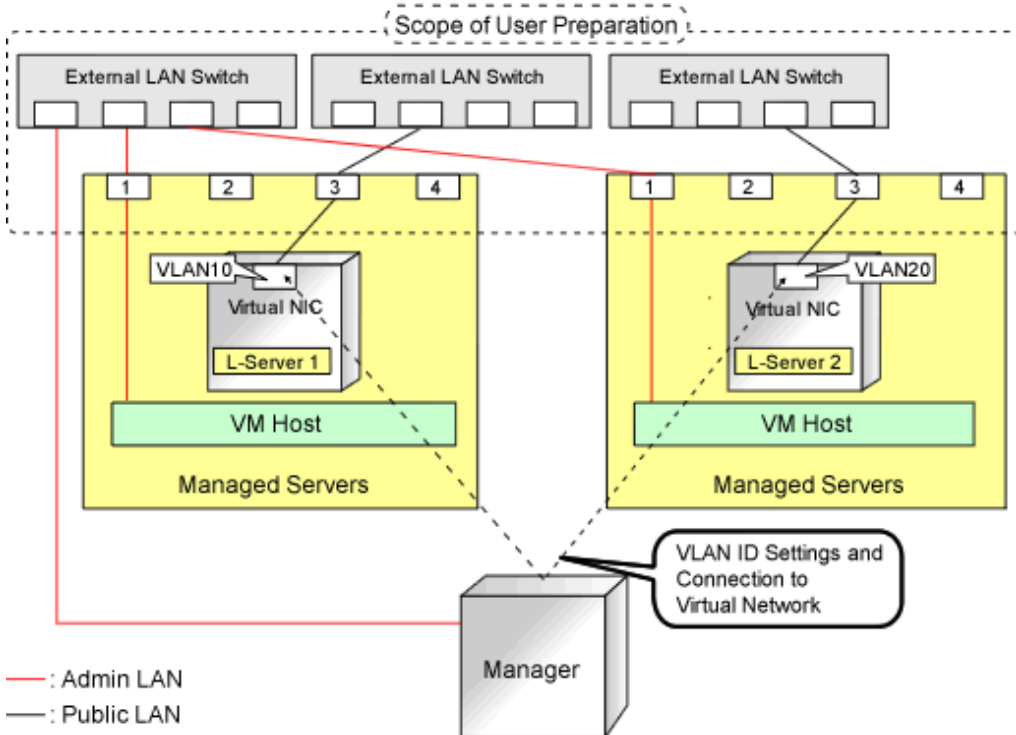 Scope of User Preparation
External LAN Switch
External LAN Switch
External LAN Switch
1
2
3
4
1
2
3
4
VLAN10
Virtual NIC
L-Server 1
VM Host
Managed Servers
VLAN20
Virtual NIC
L-Server 2
VM Host
Managed Servers
VLAN ID Settings and
Connection to
Virtual Network
Manager
: Admin LAN
: Public LAN